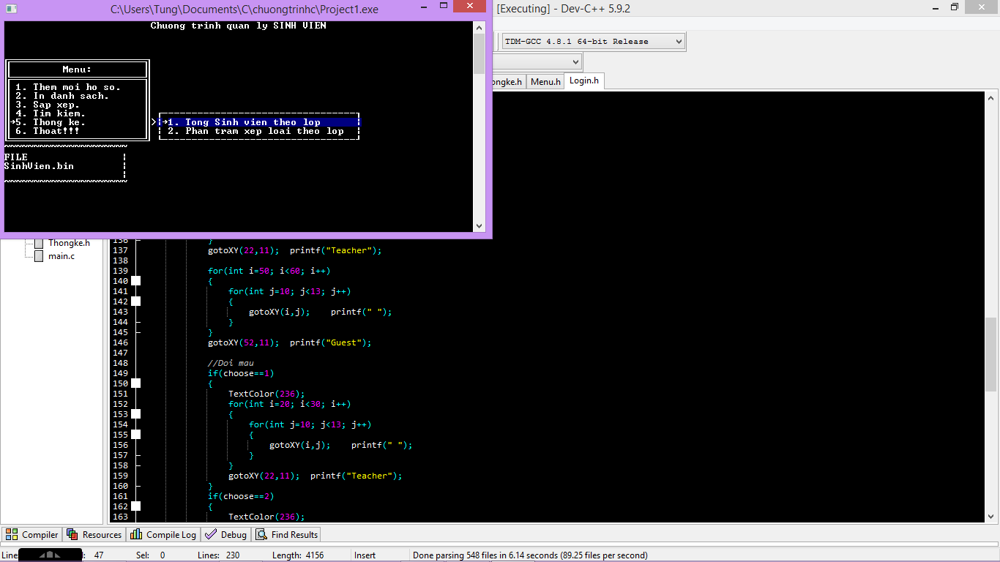 C:\Users\Tung\Documents\C\chuongtrinhc\Project1.exe
[Executing] - Dev-C++ 5.9.2
Chuong trinh quan ly SINH VIEN
TDM-GCC 4.8.1 64-bit Release
ongke.h Menu.h Login.h
Menu:
1. Them moi ho so.
2. In danh sach.
3. Sap xep.
4. Tim kiem.
→5. Thong ke.
6. Thoat!!!
>
→1. Tong Sinh vien theo lop
2. Phan tram xep loai theo lop
FILE
SinhVien.bin
Thongke.h
main.c
136 }
137 gotoXY(22,11); printf("Teacher");
138
139 for(int i=50; i<60; i++)
140 {
141 for(int j=10; j<13; j++)
142 {
143 gotoXY(i,j); printf(" ");
144 }
145 }
146 gotoXY(52,11); printf("Guest");
147
148 //Doi mau
149 if(choose==1)
150 {
151 TextColor(236);
152 for(int i=20; i<30; i++)
153 {
154 for(int j=10; j<13; j++)
155 {
156 gotoXY(i,j); printf(" ");
157 }
158 }
159 gotoXY(22,11); printf("Teacher");
160 }
161 if(choose==2)
162 {
163 TextColor(236);
Compiler Resources Compile Log Debug Find Results
Line: 47 Sel: 0 Lines: 230 Length: 4156 Insert Done parsing 548 files in 6.14 seconds (89.25 files per second)